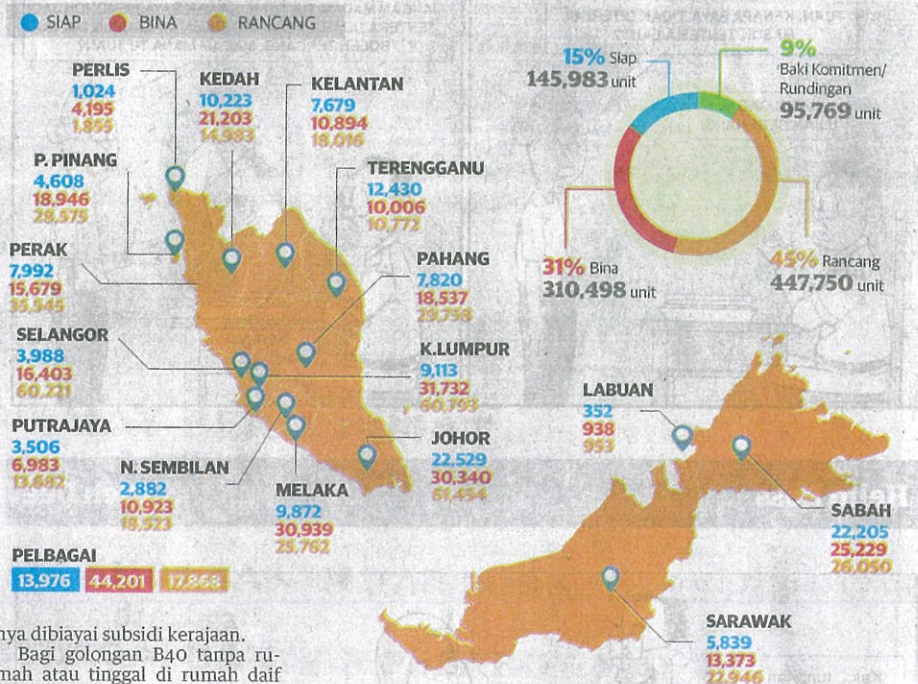 SIAP BINA RANCANG
PERLIS
1,024
4,195
1,855
KEDAH
10,223
21,203
14,983
KELANTAN
7,679
10,894
18,016
15% Siap
145,983 unit
9%
Baki Komitmen/
Rundingan
95,769 unit
P. PINANG
4,608
18,946
28,575
TERENGGANU
12,430
10,006
10,772
PERAK
7,992
15,679
35,545
PAHANG
7,820
18,537
31% Bina
310,498 unit
45% Rancang
447,750 unit
SELANGOR
3,988
16,403
60,221
K.LUMPUR
9,113
31,732
60,793
LABUAN
352
938
953
PUTRAJAYA
3,506
6,983
13,682
JOHOR
22,529
30,340
61,454
N. SEMBILAN
2,882
10,923
18,523
MELAKA
9,872
30,939
25,762
SABAH
22,205
25,229
26,050
PELBAGAI
13,976 44,201 17,868
SARAWAK
5,839
13,373
22,946
nya dibiayai subsidi kerajaan.
Bagi golongan B40 tanpa ru-
mah atau tinggal di rumah daif